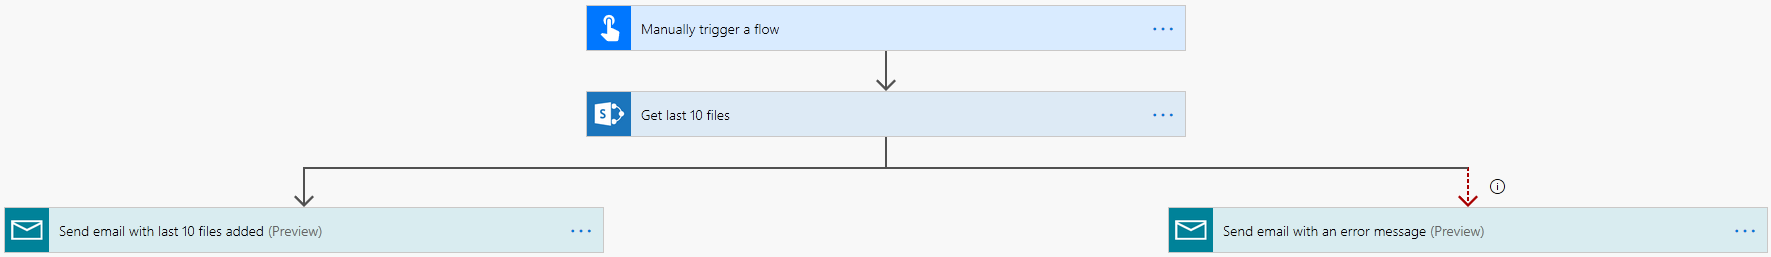 Manually trigger a flow
S
Get last 10 files
Send email with last 10 files added (Preview)
Send email with an error message (Preview)